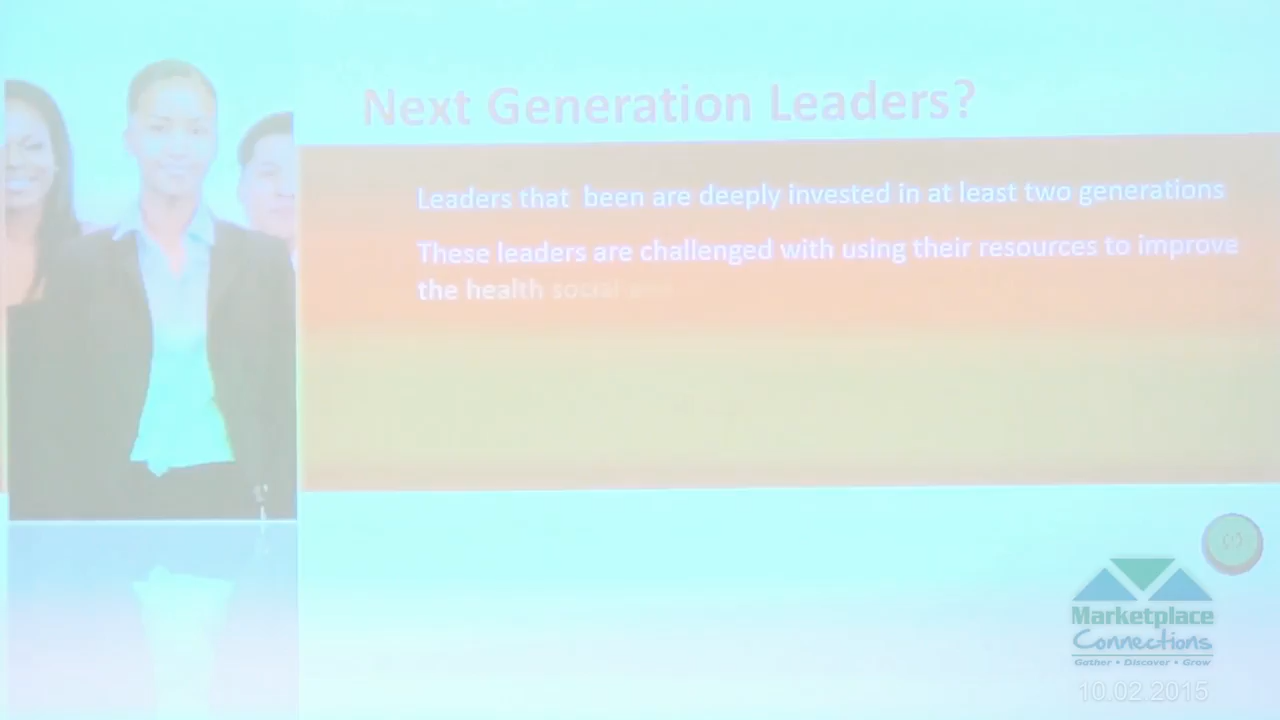 Next Generation Leaders?
Leaders that been are deeply invested in at least two generations
These leaders are challenged with using their resources to improve
the health social
Marketplace
Connections
Gather • Discover • Grow
10.02.2015